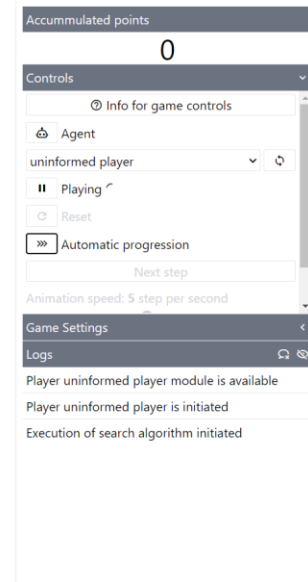 Accummulated points
0
Controls
Info for game controls
Agent
uninformed player
Playing
Reset
Automatic progression
Next step
Animation speed: 5 step per second
Game Settings
Logs
Player uninformed player module is available
Player uninformed player is initiated
Execution of search algorithm initiated